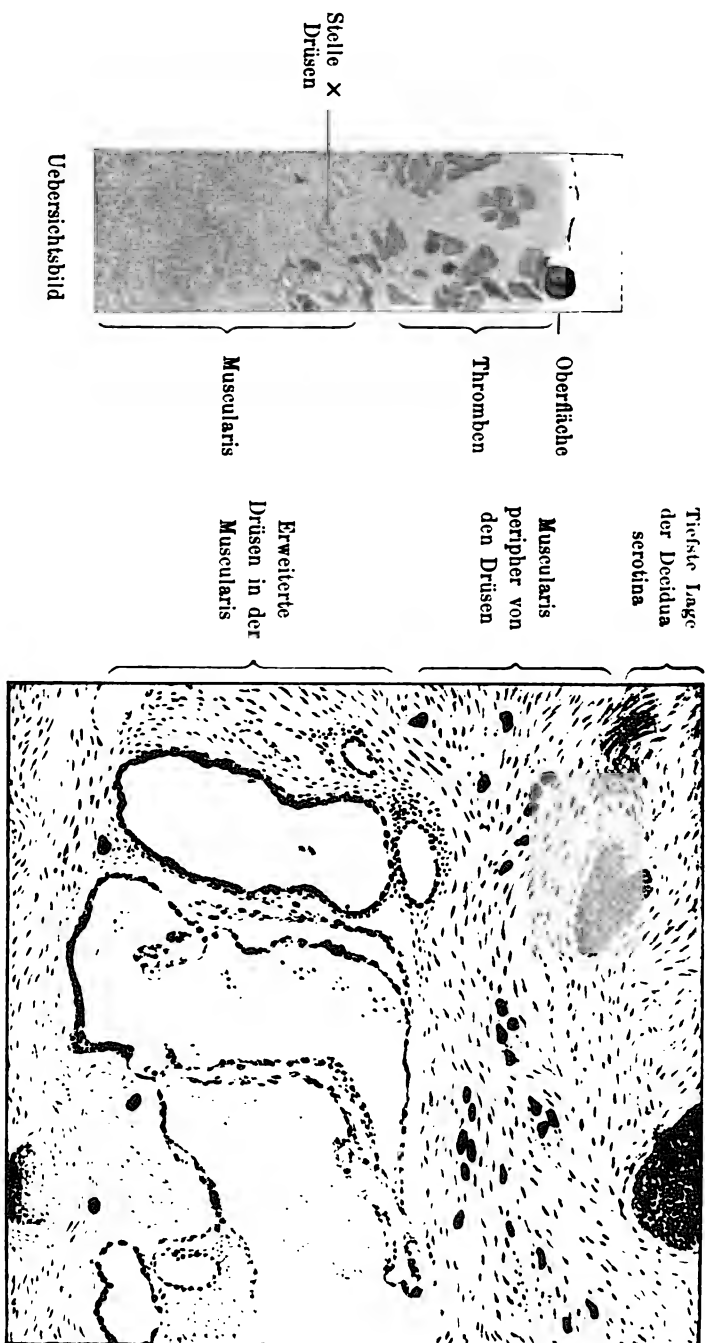 Stelle ×
Drüsen
Oberfläche
Thromben
Muscularis
Uebersichtsbild
Tiefste Lage
der Decidua
serotina
Muscularis
peripher von
den Drüsen
Erweiterte
Drüsen in der
Muscularis